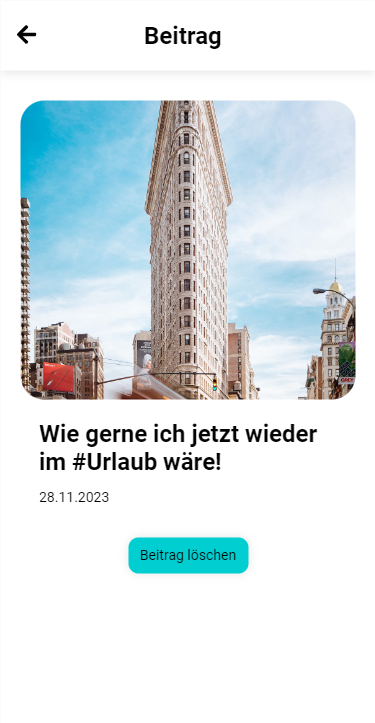 Beitrag
Wie gerne ich jetzt wieder
im #Urlaub wäre!
28.11.2023
Beitrag löschen